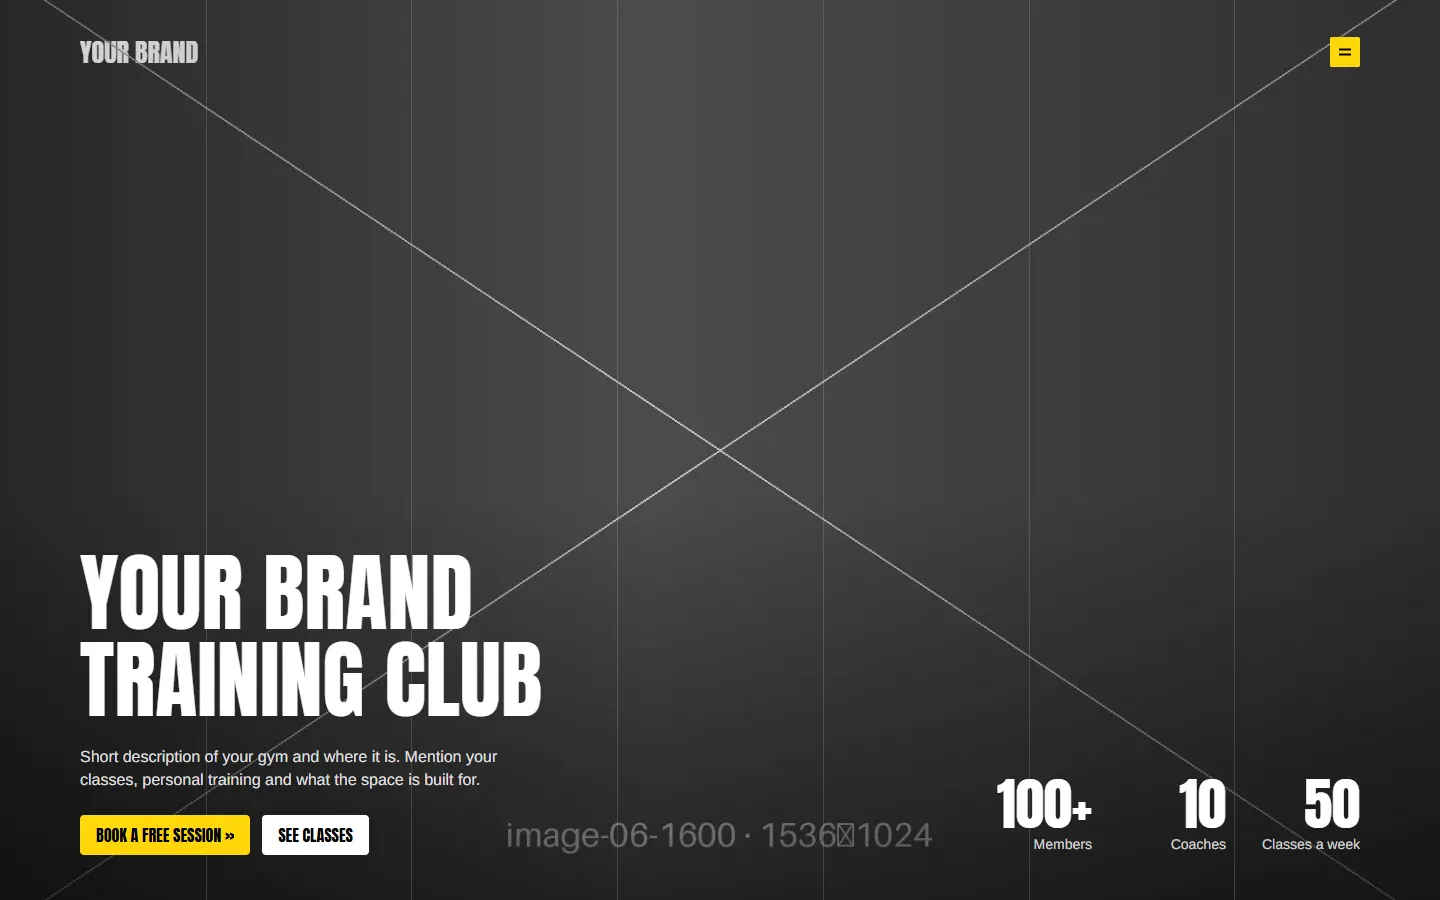 YOUR BRAND
YOUR BRAND
TRAINING CLUB
Short description of your gym and where it is. Mention your
classes, personal training and what the space is built for.
BOOK A FREE SESSION »
SEE CLASSES
image-06-1600 · 1536▯1024
100+
Members
10
Coaches
50
Classes a week